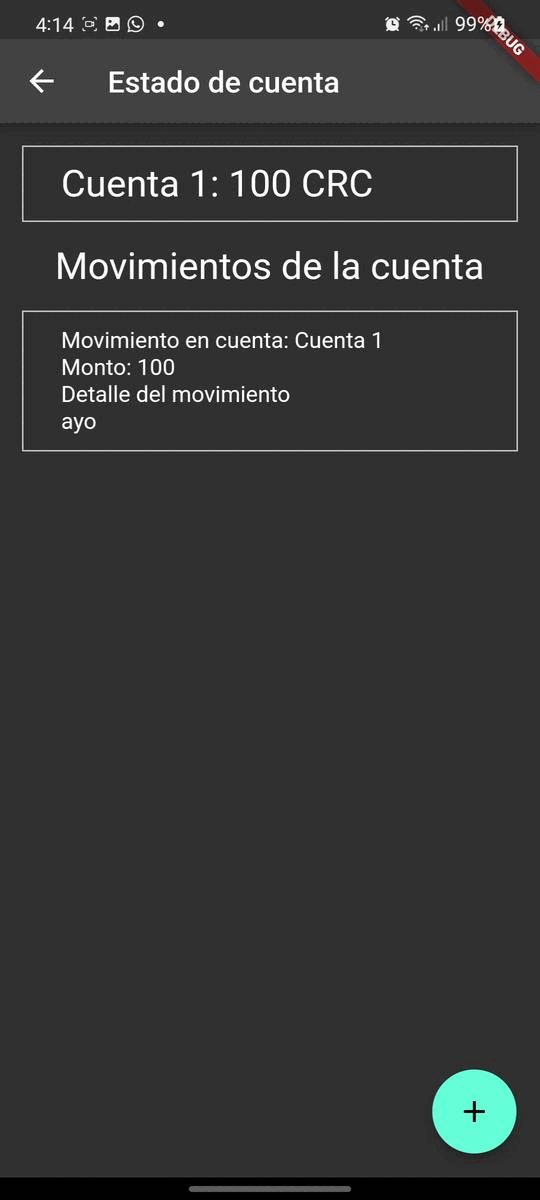 4:14
99%
DEBUG
Estado de cuenta
Cuenta 1: 100 CRC
Movimientos de la cuenta
Movimiento en cuenta: Cuenta 1
Monto: 100
Detalle del movimiento
ayo